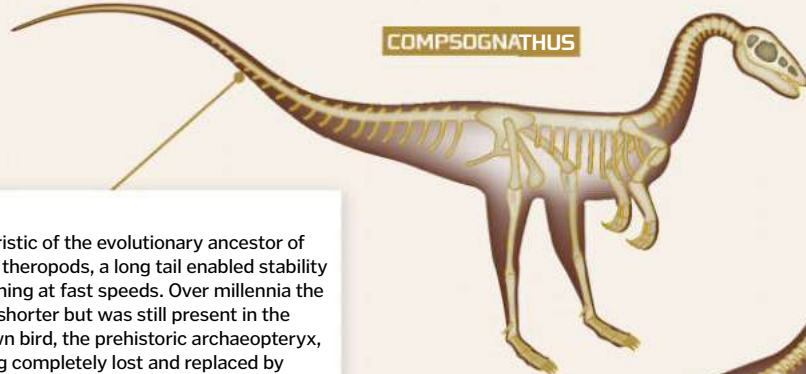 COMPSOGNATHUS
ristic of the evolutionary ancestor of
theropods, a long tail enabled stability
ning at fast speeds. Over millennia the
shorter but was still present in the
wn bird, the prehistoric archaeopteryx,
g completely lost and replaced by